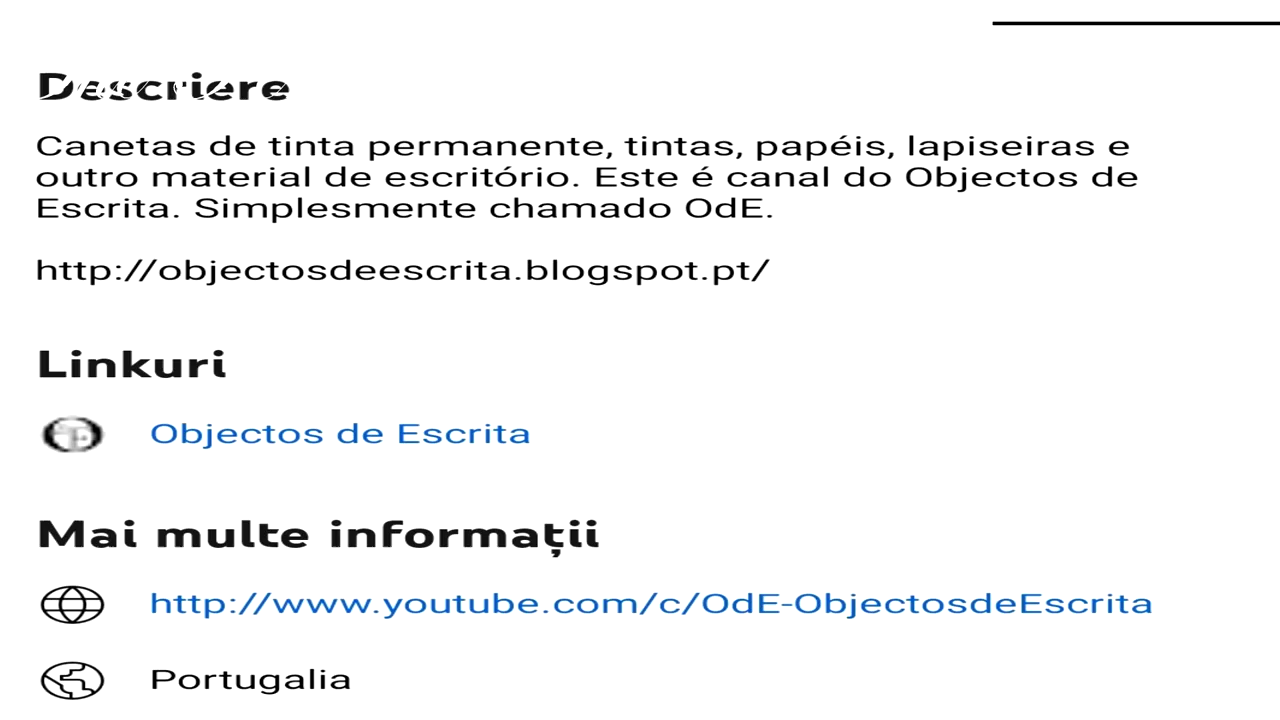 Descriere
Canetas de tinta permanente, tintas, papéis, lapiseiras e
outro material de escritório. Este é canal do Objectos de
Escrita. Simplesmente chamado OdE.
http://objectosdeescrita.blogspot.pt/
Linkuri
Objectos de Escrita
Mai multe informații
http://www.youtube.com/c/OdE-ObjectosdeEscrita
Portugalia